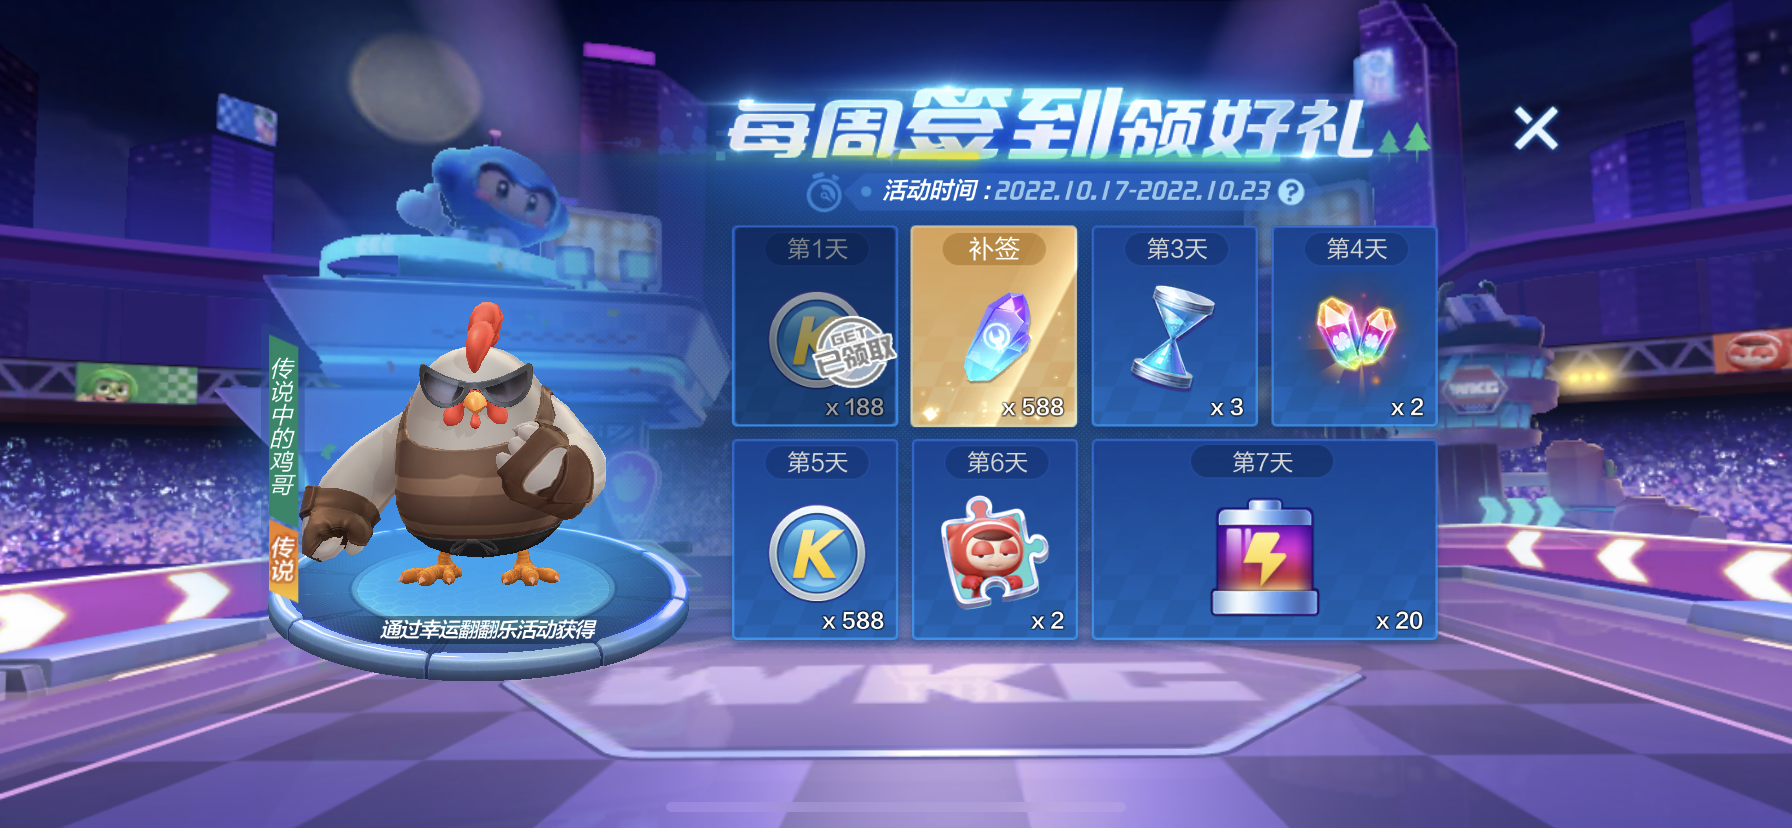 每周签到领好礼
活动时间：2022.10.17-2022.10.23 ?
第1天
K
GET
已领取
x 188
补签
x 588
第3天
x 3
第4天
x 2
第5天
K
x 588
第6天
x 2
第7天
x 20
传说中的鸡哥
传说
通过幸运翻翻乐活动获得
WKG
WKG